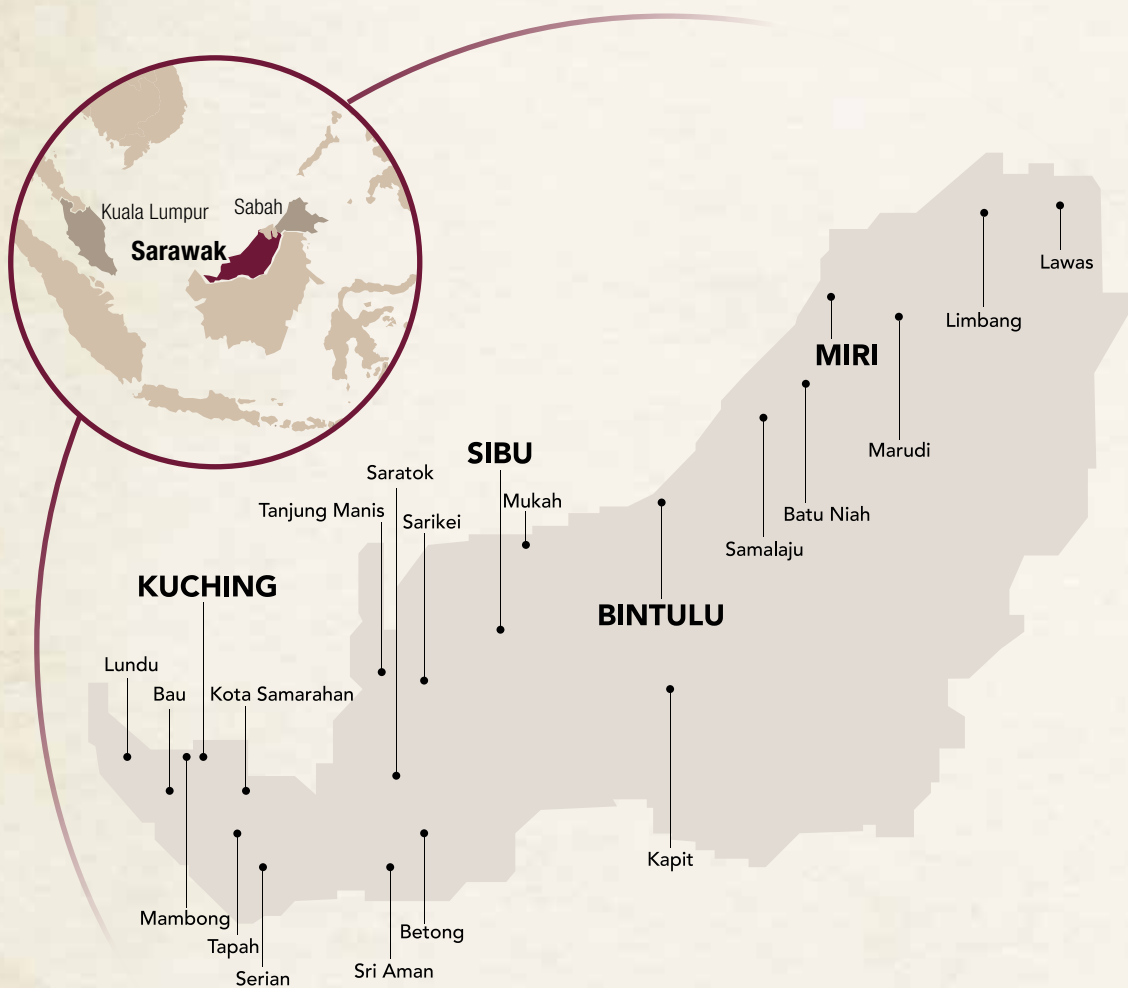 Kuala Lumpur
Sabah
Sarawak
Lawas
Limbang
MIRI
Marudi
SIBU
Saratok
Mukah
Tanjung Manis
Sarikei
Batu Niah
Samalaju
KUCHING
BINTULU
Lundu
Bau
Kota Samarahan
Kapit
Mambong
Betong
Tapah
Sri Aman
Serian